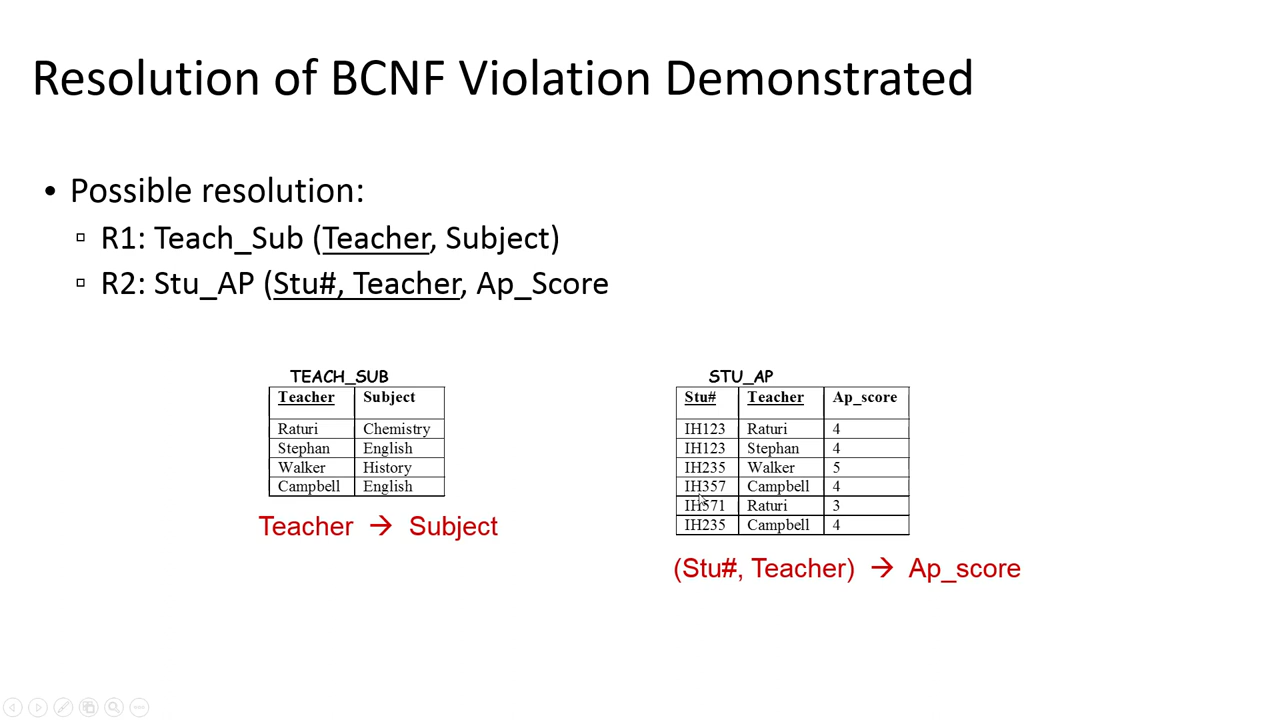 Resolution of BCNF Violation Demonstrated
• Possible resolution:
▫ R1: Teach_Sub (Teacher, Subject)
▫ R2: Stu_AP (Stu#, Teacher, Ap_Score
TEACH_SUB
Teacher Subject
Raturi Chemistry
Stephan English
Walker History
Campbell English
Teacher → Subject
STU_AP
Stu# Teacher Ap_score
IH123 Raturi 4
IH123 Stephan 4
IH235 Walker 5
IH357 Campbell 4
IH571 Raturi 3
IH235 Campbell 4
(Stu#, Teacher) → Ap_score